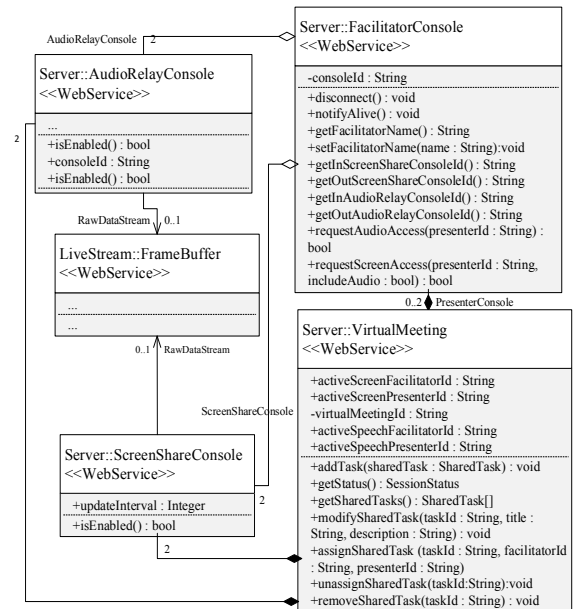 AudioRelayConsole
2
Server::FacilitatorConsole
<<WebService>>
-consoleId : String
+disconnect() : void
+notifyAlive() : void
+getFacilitatorName() : String
+setFacilitatorName(name : String):void
+getInScreenShareConsoleId() : String
+getOutScreenShareConsoleId() : String
+getInAudioRelayConsoleId() : String
+getOutAudioRelayConsoleId() : String
+requestAudioAccess(presenterId : String) :
bool
+requestScreenAccess(presenterId : String,
includeAudio : bool) : bool
Server::AudioRelayConsole
<<WebService>>
...
+isEnabled() : bool
+consoleId : String
+isEnabled() : bool
2
RawDataStream
0..1
LiveStream::FrameBuffer
<<WebService>>
...
...
0..1
RawDataStream
0..2
PresenterConsole
Server::VirtualMeeting
<<WebService>>
+activeScreenFacilitatorId : String
+activeScreenPresenterId : String
-virtualMeetingId : String
+activeSpeechFacilitatorId : String
+activeSpeechPresenterId : String
+addTask(sharedTask : SharedTask) : void
+getStatus() : SessionStatus
+getSharedTasks() : SharedTask[]
+modifySharedTask(taskId : String, title :
String, description : String) : void
+assignSharedTask (taskId : String, facilitatorId
: String, presenterId : String)
+unassignSharedTask(taskId:String):void
+removeSharedTask(taskId : String) : void
ScreenShareConsole
Server::ScreenShareConsole
<<WebService>>
+updateInterval : Integer
+isEnabled() : bool
2
2